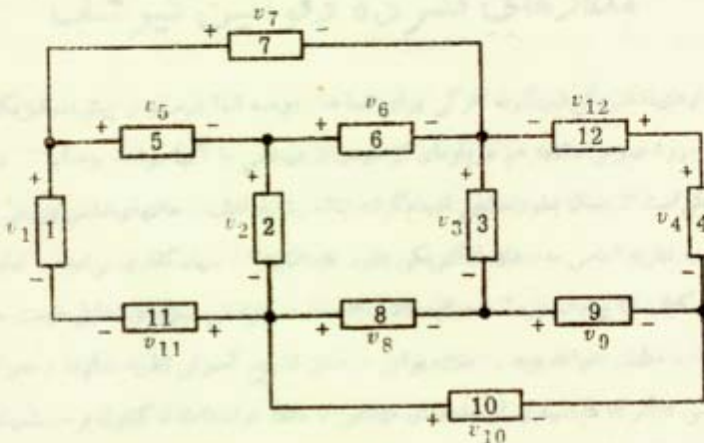 v7
+ 7 −
v5 v6 v12
+ 5 − + 6 − + 12 −
+ + + +
v1 1 v2 2 v3 3 v4 4
− − − −
− 11 + + 8 − + 9 −
v11 v8 v9
+ 10 −
v10